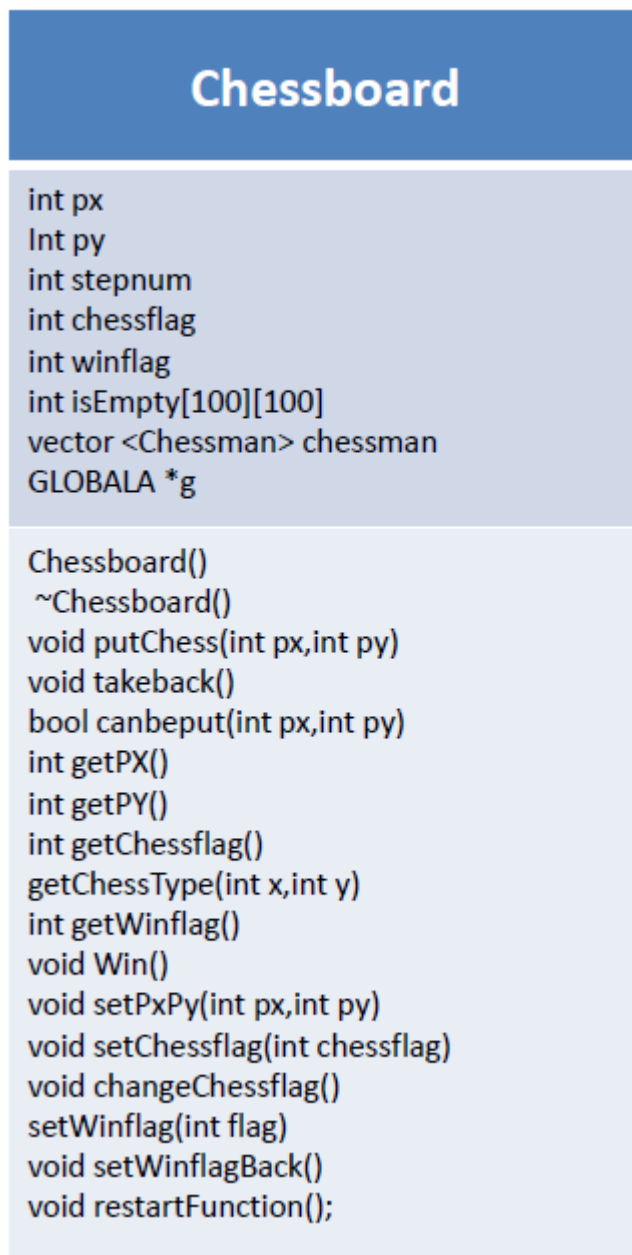 Chessboard
int px
Int py
int stepnum
int chessflag
int winflag
int isEmpty[100][100]
vector <Chessman> chessman
GLOBALA *g
Chessboard()
~Chessboard()
void putChess(int px,int py)
void takeback()
bool canbeput(int px,int py)
int getPX()
int getPY()
int getChessflag()
getChessType(int x,int y)
int getWinflag()
void Win()
void setPxPy(int px,int py)
void setChessflag(int chessflag)
void changeChessflag()
setWinflag(int flag)
void setWinflagBack()
void restartFunction();